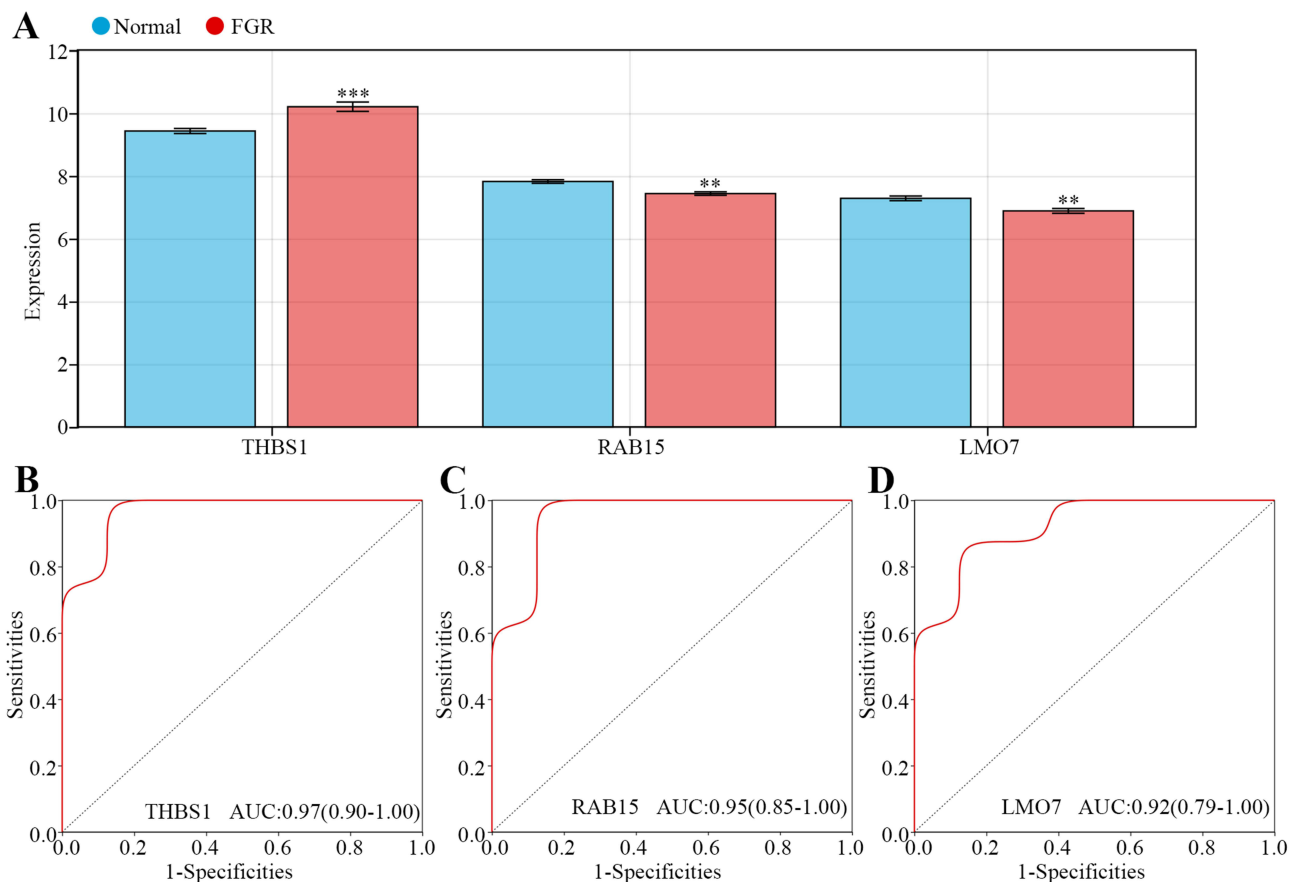 A
Normal FGR
12
10
8
6
4
2
0
Expression
***
**
**
THBS1 RAB15 LMO7
B
1.0
0.8
0.6
0.4
0.2
0.0
Sensitivities
THBS1 AUC:0.97(0.90-1.00)
0.0 0.2 0.4 0.6 0.8 1.0
1-Specificities
C
1.0
0.8
0.6
0.4
0.2
0.0
Sensitivities
RAB15 AUC:0.95(0.85-1.00)
0.0 0.2 0.4 0.6 0.8 1.0
1-Specificities
D
1.0
0.8
0.6
0.4
0.2
0.0
Sensitivities
LMO7 AUC:0.92(0.79-1.00)
0.0 0.2 0.4 0.6 0.8 1.0
1-Specificities